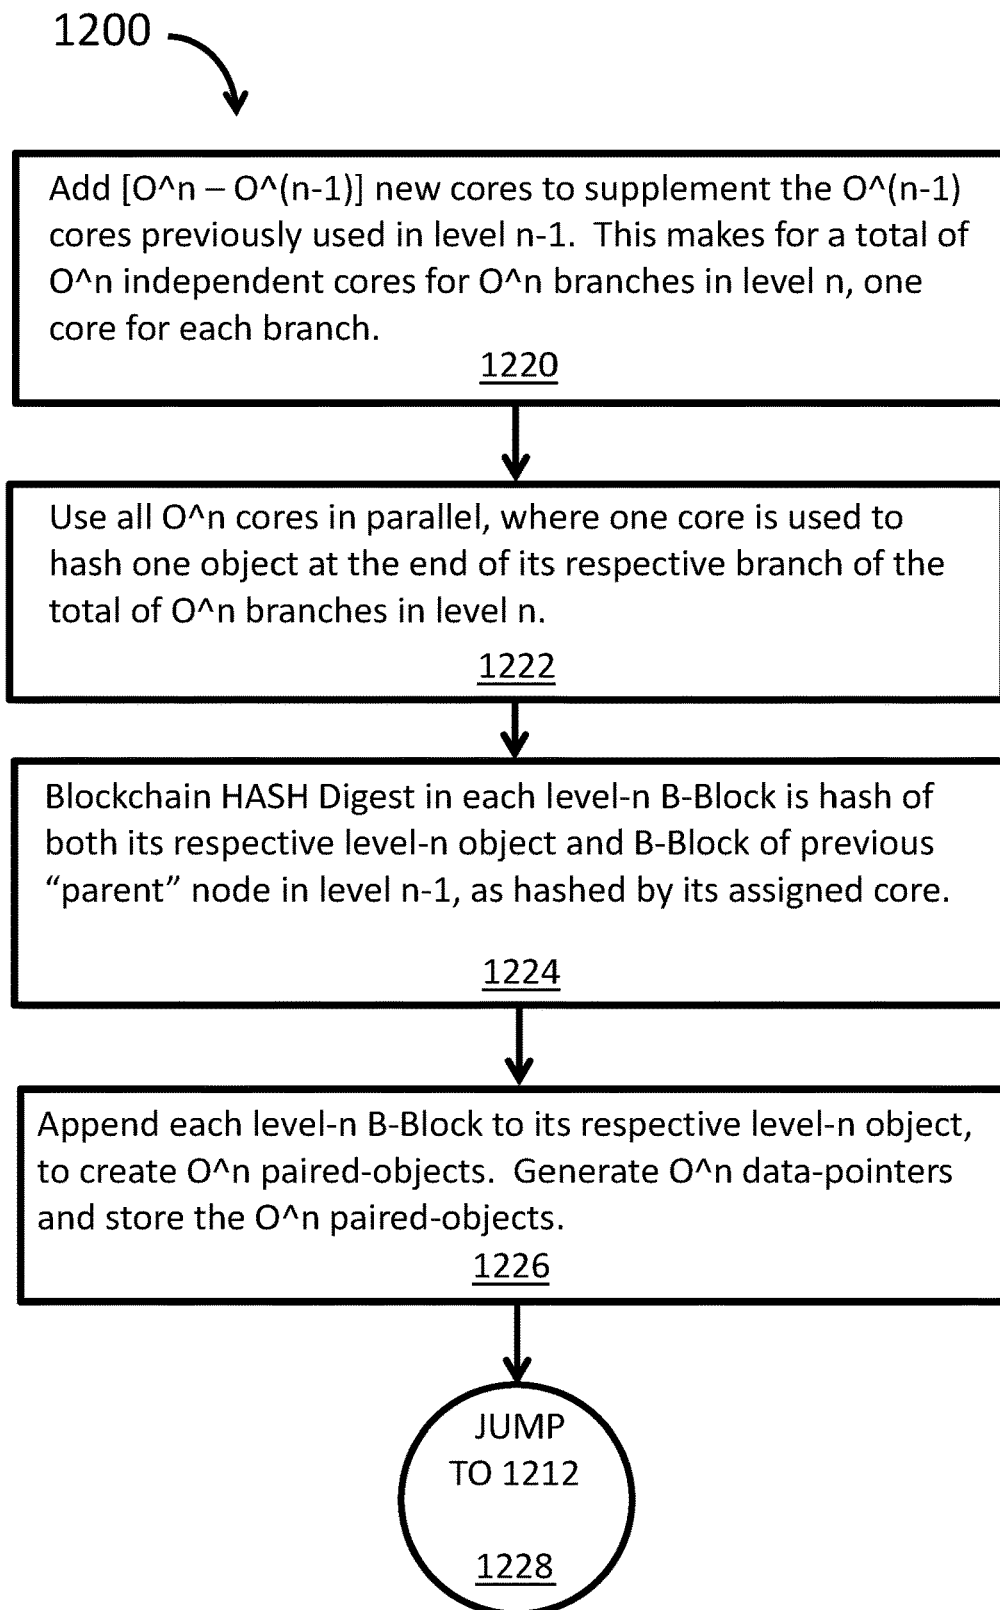 1200
Add [O^n – O^(n-1)] new cores to supplement the O^(n-1)
cores previously used in level n-1.  This makes for a total of
O^n independent cores for O^n branches in level n, one
core for each branch.
1220
Use all O^n cores in parallel, where one core is used to
hash one object at the end of its respective branch of the
total of O^n branches in level n.
1222
Blockchain HASH Digest in each level-n B-Block is hash of
both its respective level-n object and B-Block of previous
“parent” node in level n-1, as hashed by its assigned core.
1224
Append each level-n B-Block to its respective level-n object,
to create O^n paired-objects.  Generate O^n data-pointers
and store the O^n paired-objects.
1226
JUMP
TO 1212
1228